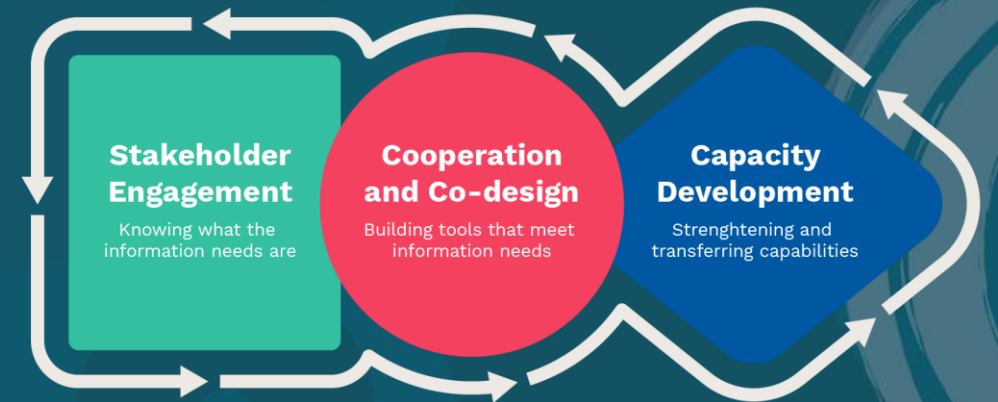 Stakeholder
Engagement
Knowing what the
information needs are
Cooperation
and Co-design
Building tools that meet
information needs
Capacity
Development
Strenghtening and
transferring capabilities